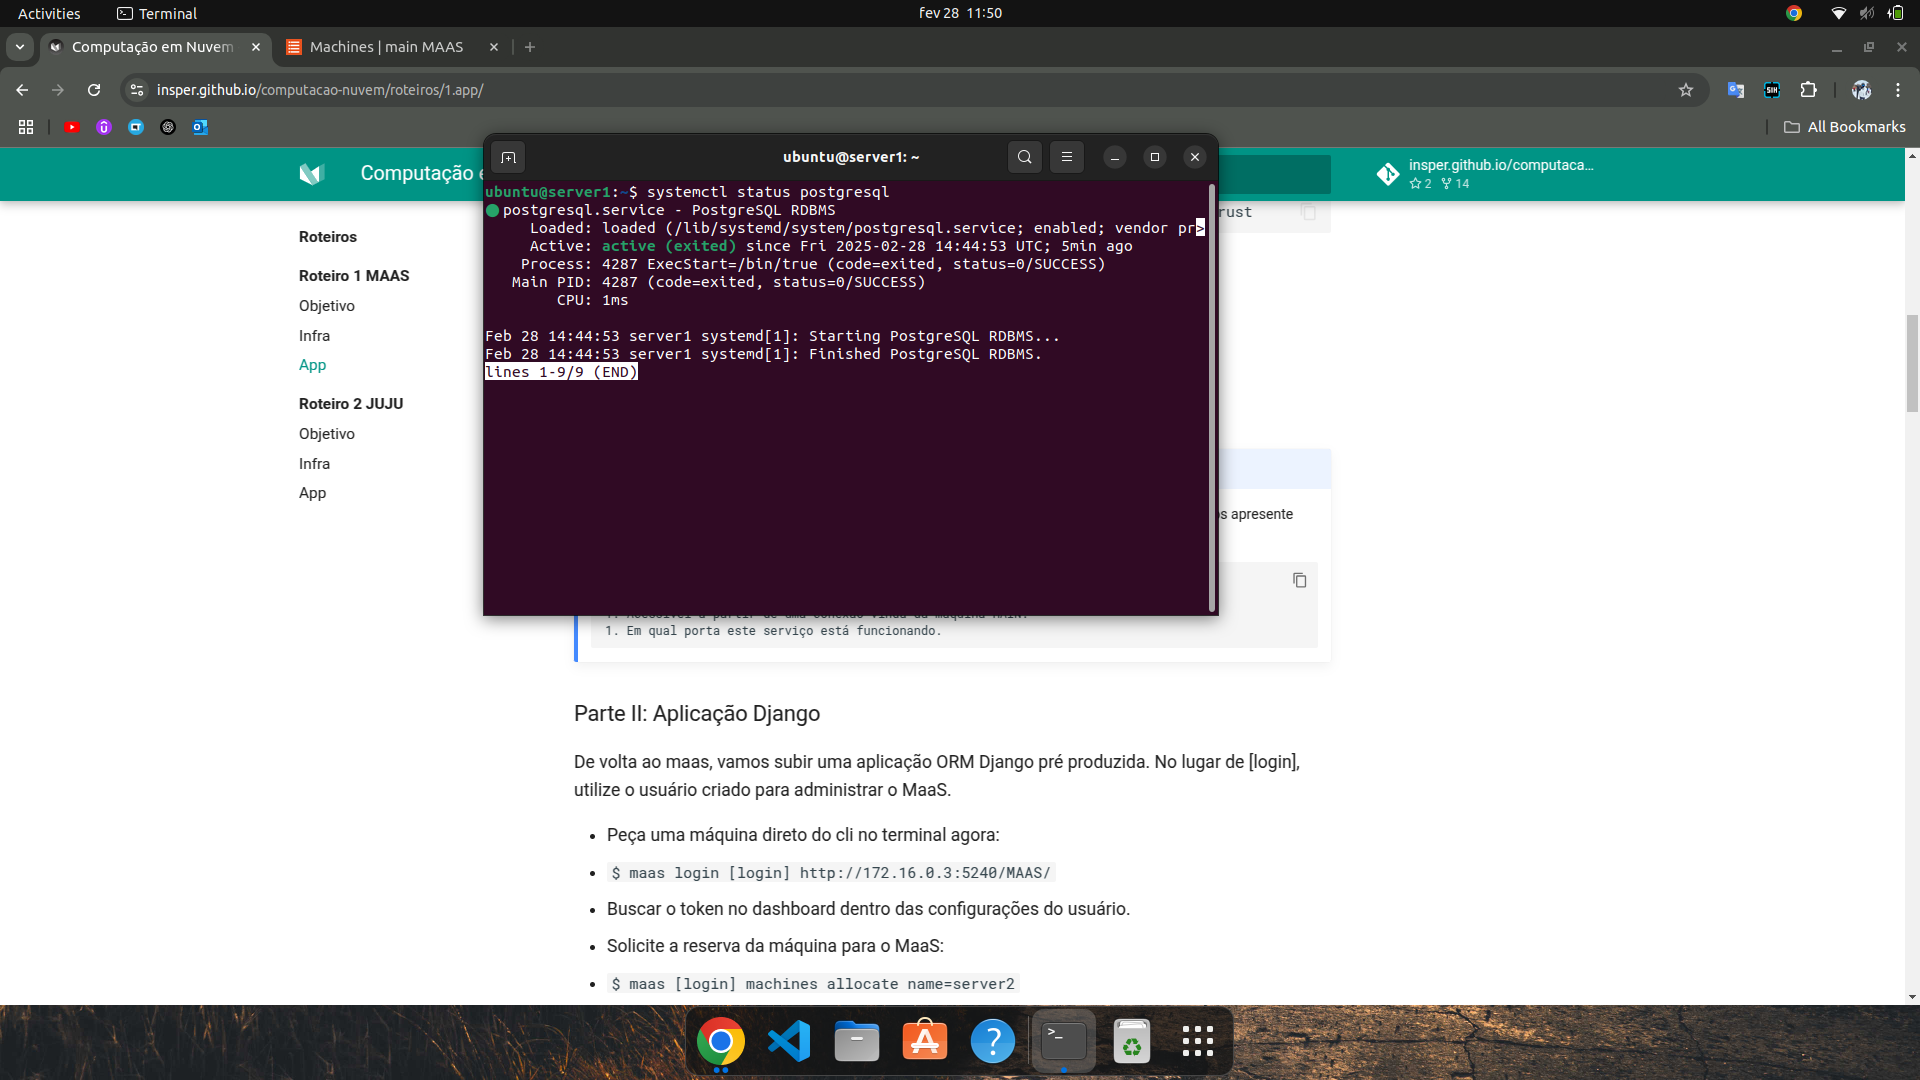 Activities
Terminal
fev 28 11:50
Computação em Nuvem
Machines | main MAAS
insper.github.io/computacao-nuvem/roteiros/1.app/
SIH
All Bookmarks
ubuntu@server1: ~
Computação e
insper.github.io/computaca...
2 14
ubuntu@server1:~$ systemctl status postgresql
postgresql.service - PostgreSQL RDBMS
Loaded: loaded (/lib/systemd/system/postgresql.service; enabled; vendor pr>
Active: active (exited) since Fri 2025-02-28 14:44:53 UTC; 5min ago
Process: 4287 ExecStart=/bin/true (code=exited, status=0/SUCCESS)
Main PID: 4287 (code=exited, status=0/SUCCESS)
CPU: 1ms
Feb 28 14:44:53 server1 systemd[1]: Starting PostgreSQL RDBMS...
Feb 28 14:44:53 server1 systemd[1]: Finished PostgreSQL RDBMS.
lines 1-9/9 (END)
rust
Roteiros
Roteiro 1 MAAS
Objetivo
Infra
App
Roteiro 2 JUJU
Objetivo
Infra
App
os apresente
1. Em qual porta este serviço está funcionando.
Parte II: Aplicação Django
De volta ao maas, vamos subir uma aplicação ORM Django pré produzida. No lugar de [login],
utilize o usuário criado para administrar o MaaS.
• Peça uma máquina direto do cli no terminal agora:
• $ maas login [login] http://172.16.0.3:5240/MAAS/
• Buscar o token no dashboard dentro das configurações do usuário.
• Solicite a reserva da máquina para o MaaS:
• $ maas [login] machines allocate name=server2